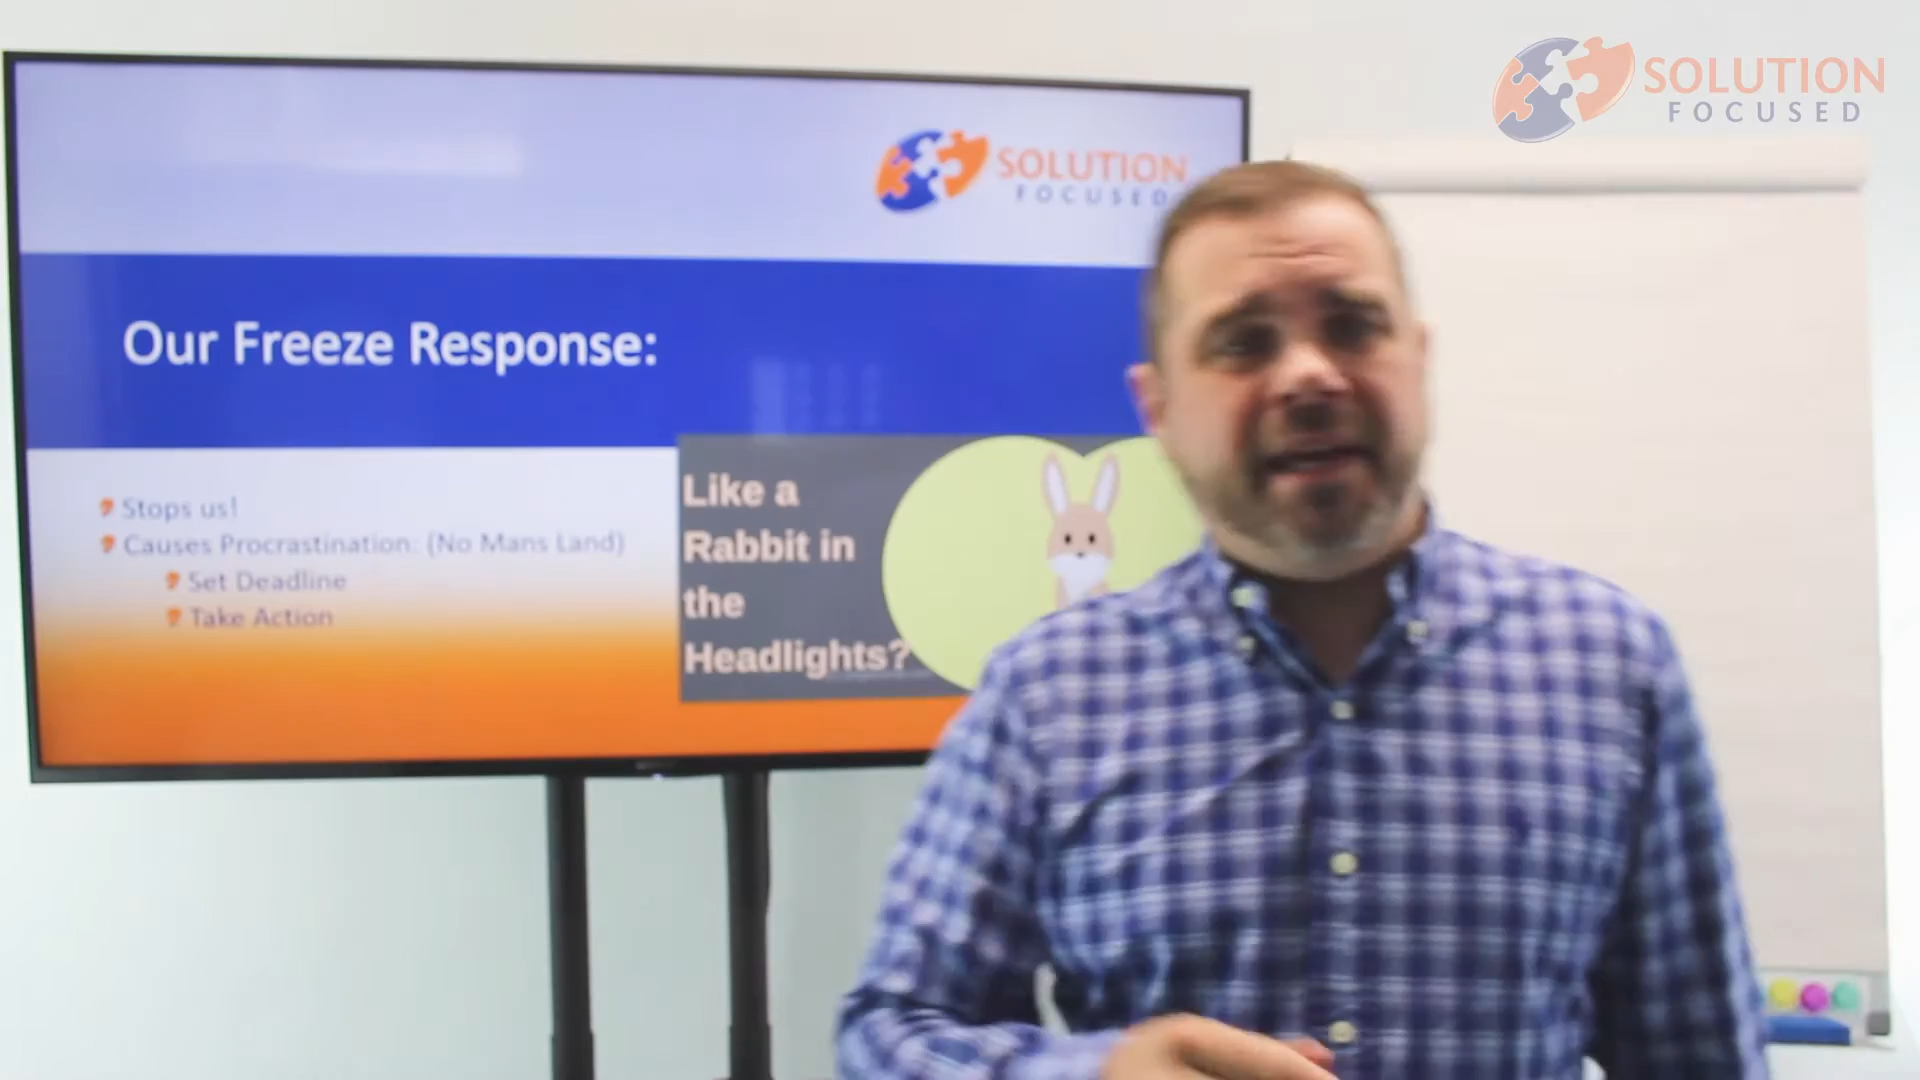 SOLUTION
FOCUSED
SOLUTION
FOCUSED
Our Freeze Response:
Stops us!
Causes Procrastination: (No Mans Land)
Set Deadline
Take Action
Like a
Rabbit in
the
Headlights?